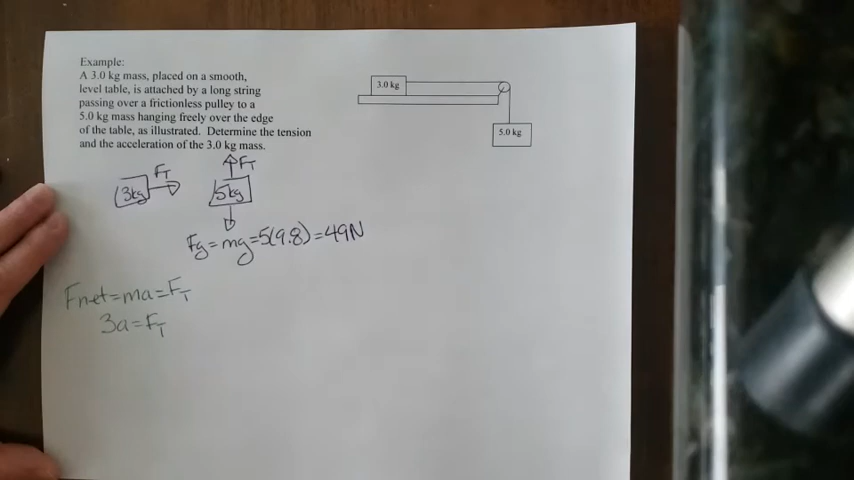 Example:
A 3.0 kg mass, placed on a smooth,
level table, is attached by a long string
passing over a frictionless pulley to a
5.0 kg mass hanging freely over the edge
of the table, as illustrated. Determine the tension
and the acceleration of the 3.0 kg mass.
3.0 kg
5.0 kg
3kg
FT
5kg
FT
Fg=mg=5(9.8)=49N
Fnet=ma=FT
3a=FT